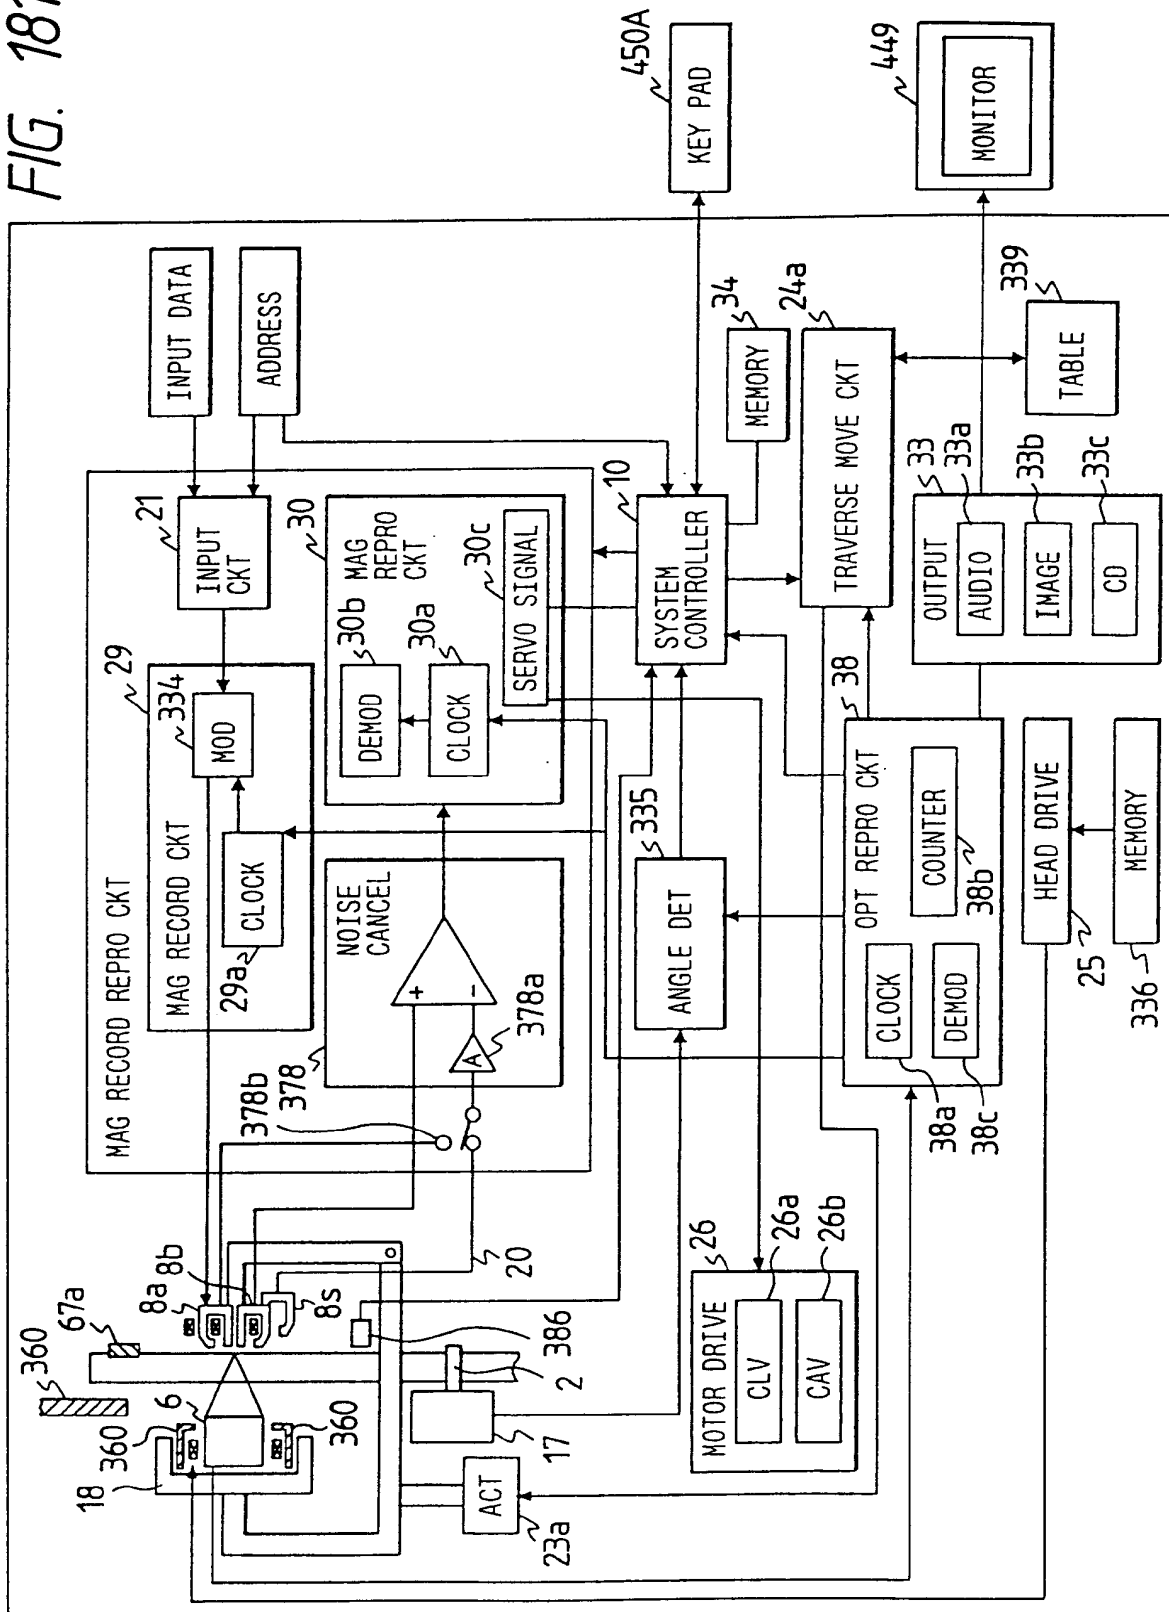 FIG. 181
INPUT DATA
ADDRESS
450A
KEY PAD
449
MONITOR
MAG RECORD REPRO CKT
21
INPUT
CKT
29
334
MOD
MAG RECORD CKT
CLOCK
29a
30
MAG
REPRO
CKT
30b
DEMOD
30a
CLOCK
30c
SERVO SIGNAL
NOISE
CANCEL
+
-
A
378a
378
378b
10
SYSTEM
CONTROLLER
34
MEMORY
24a
TRAVERSE MOVE CKT
339
TABLE
335
ANGLE DET
38
OPT REPRO CKT
COUNTER
38b
CLOCK
38a
DEMOD
38c
33
OUTPUT
33a
AUDIO
33b
IMAGE
33c
CD
HEAD DRIVE
25
MEMORY
336
26
MOTOR DRIVE
26a
CLV
26b
CAV
360
67a
8a
8b
8s
20
386
2
17
6
360
360
18
ACT
23a